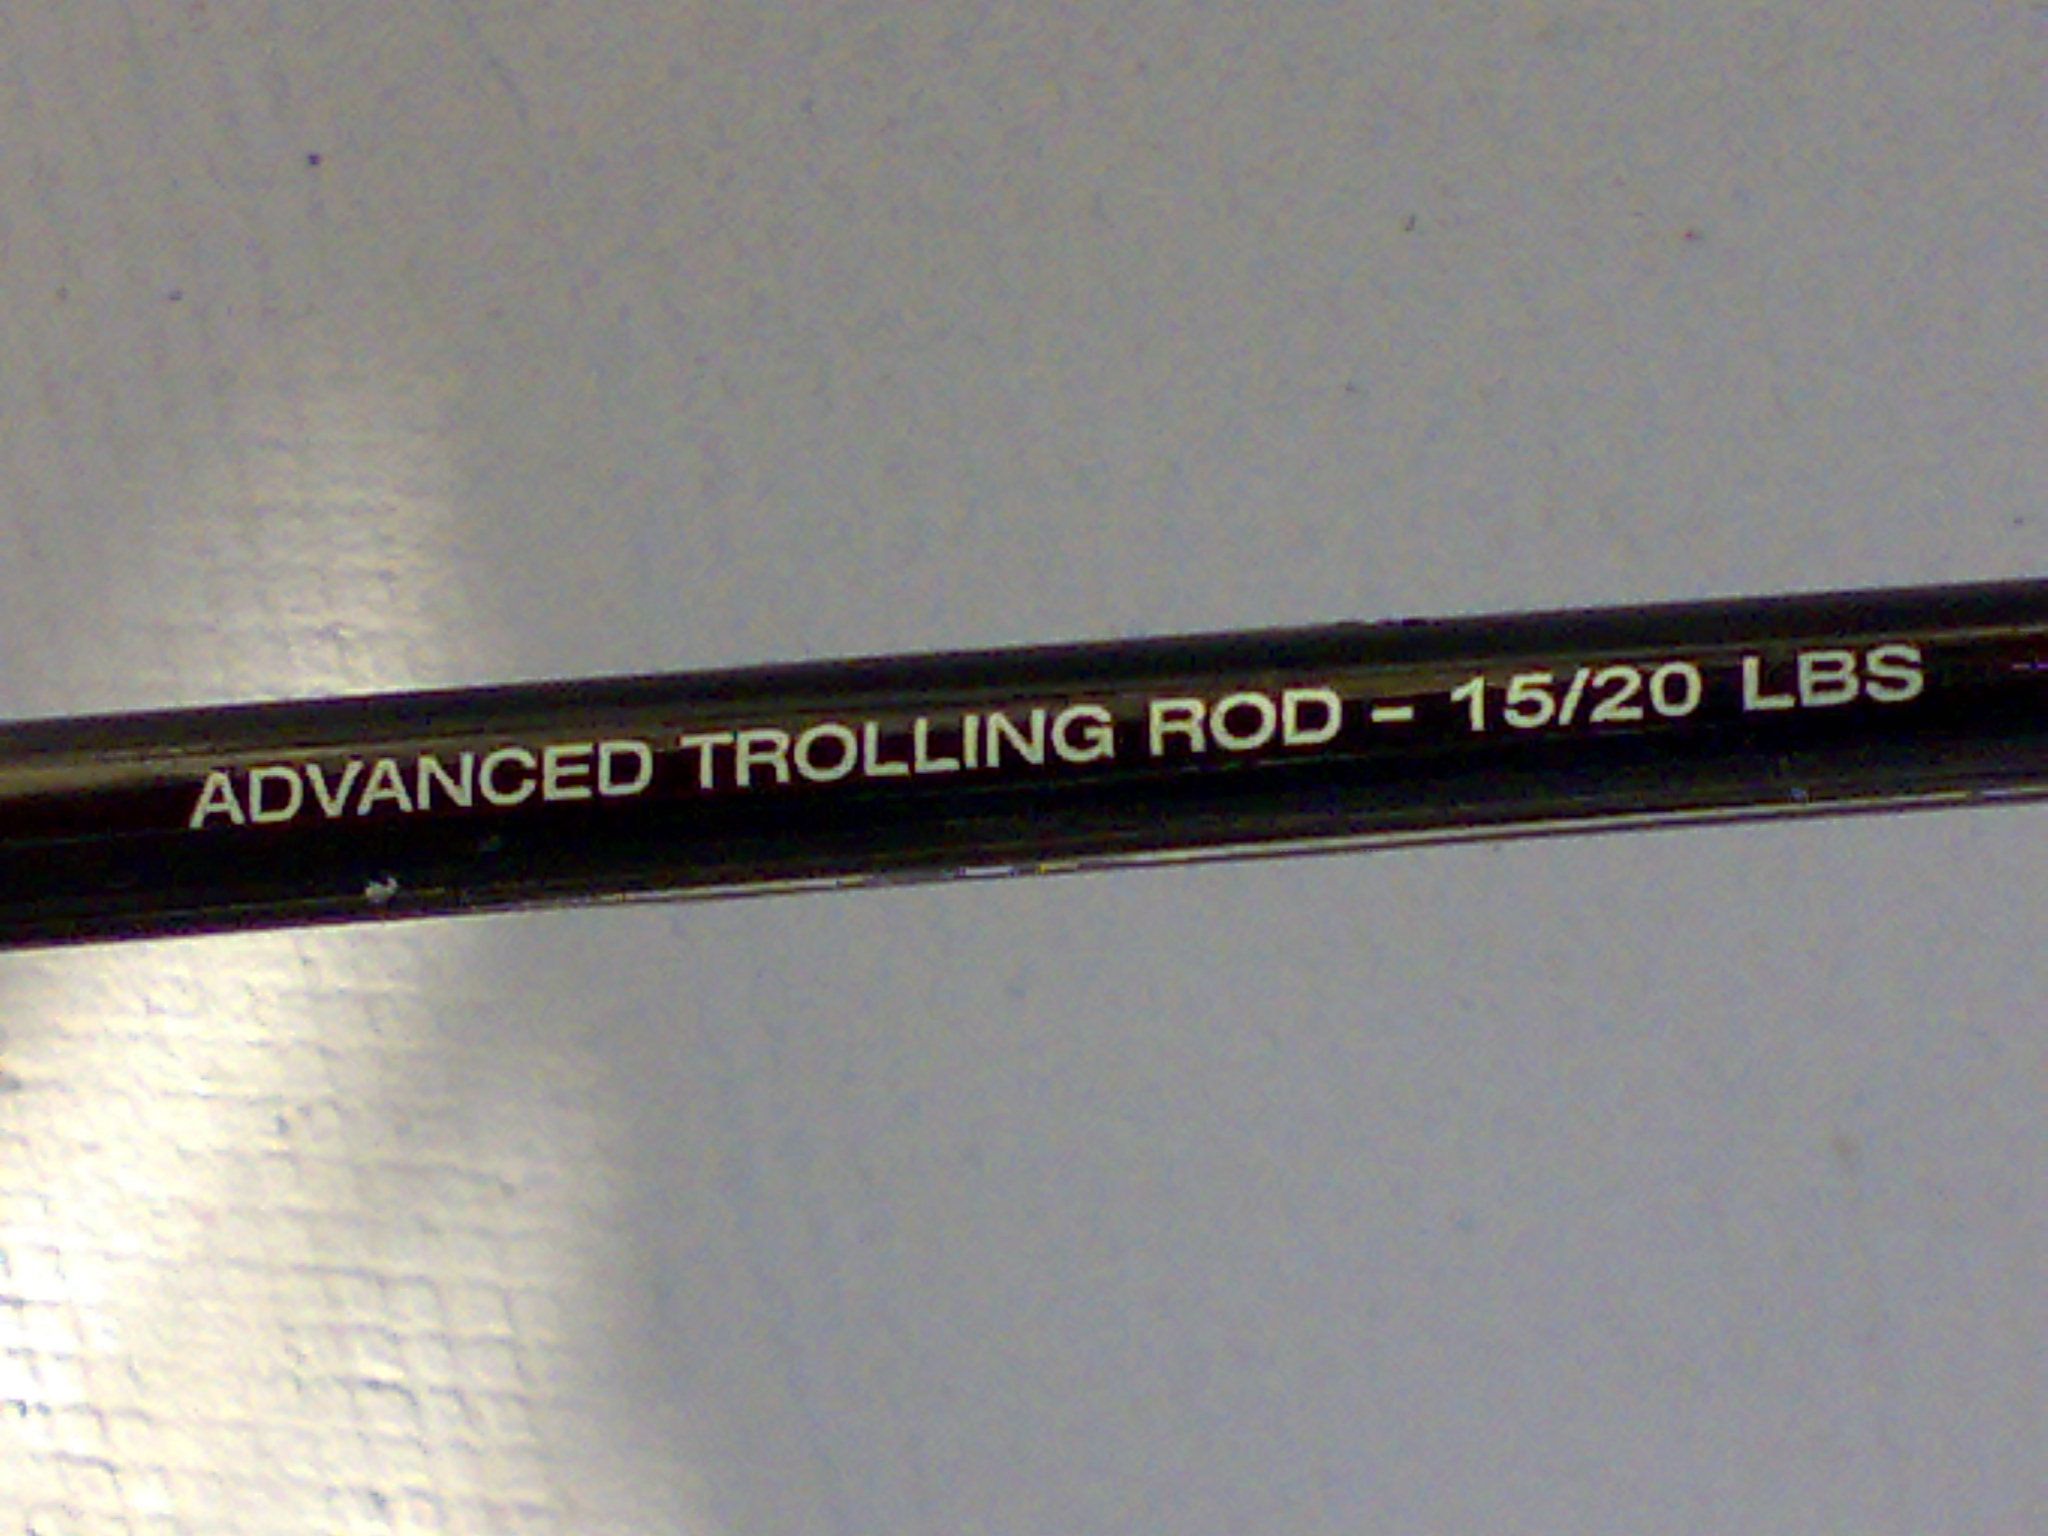 ADVANCED TROLLING ROD - 15/20 LBS